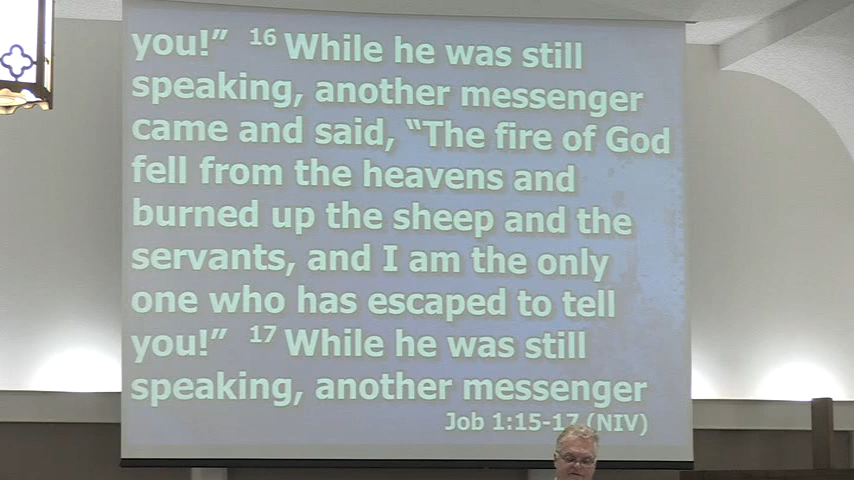 you!” 16 While he was still
speaking, another messenger
came and said, “The fire of God
fell from the heavens and
burned up the sheep and the
servants, and I am the only
one who has escaped to tell
you!” 17 While he was still
speaking, another messenger
Job 1:15-17 (NIV)